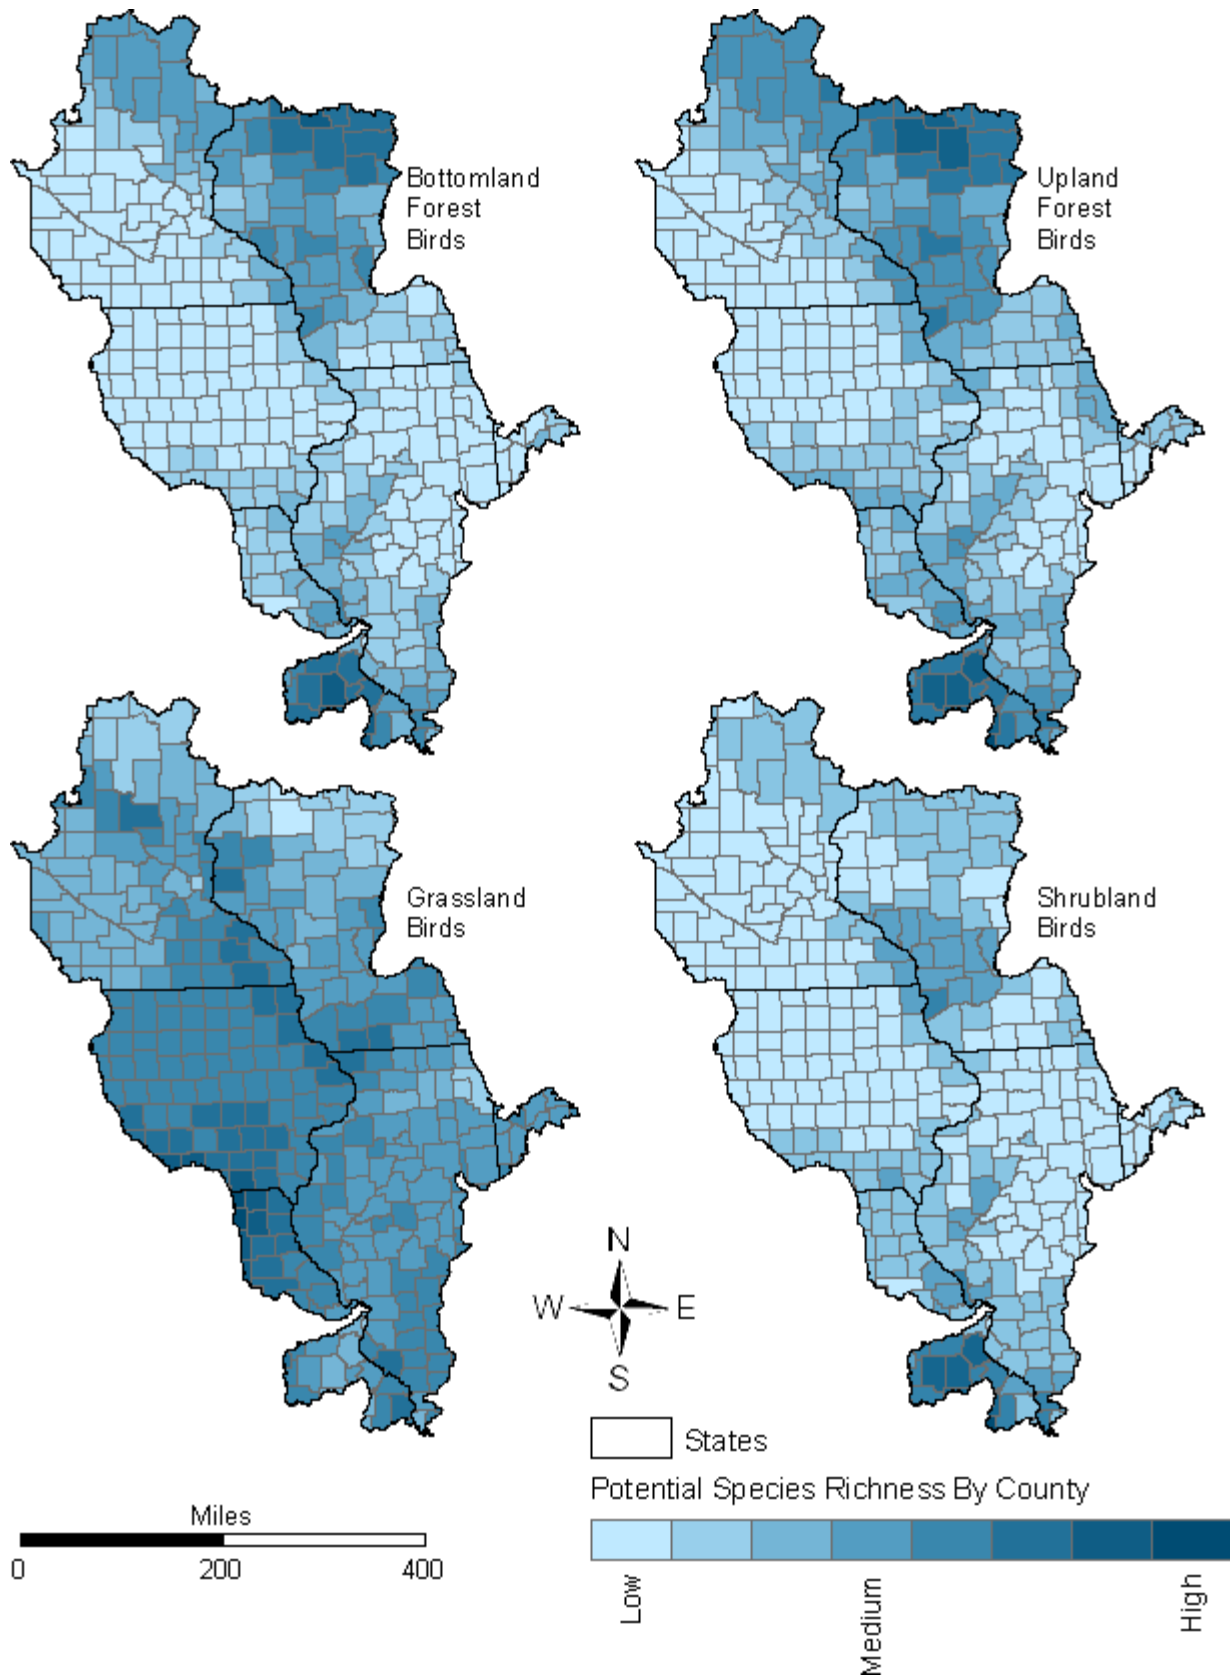 Bottomland
Forest
Birds
Upland
Forest
Birds
Grassland
Birds
Shrubland
Birds
N
W E
S
States
Potential Species Richness By County
Miles
0 200 400
Low
Medium
High